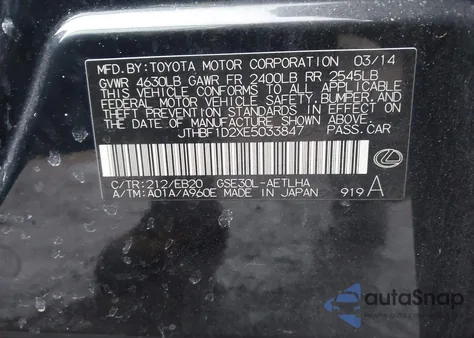 MFD.BY:TOYOTA MOTOR CORPORATION 03/14
GVWR 4630LB GAWR FR 2400LB RR 2545LB
THIS VEHICLE CONFORMS TO ALL APPLICABLE
FEDERAL MOTOR VEHICLE SAFETY, BUMPER, AND
THEFT PREVENTION STANDARDS IN EFFECT ON
THE DATE OF MANUFACTURE SHOWN ABOVE.
JTHBF1D2XE5033847 PASS.CAR
C/TR:212/EB20 GSE30L-AETLHA
A/TM:A01A/A960E MADE IN JAPAN 919 A
autaSnap